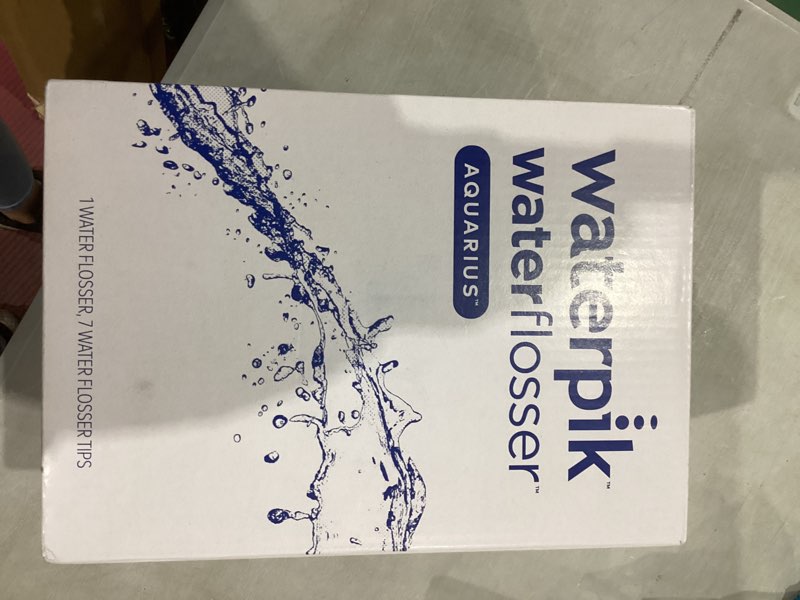 waterpik™
waterflosser™
AQUARIUS™
1 WATER FLOSSER, 7 WATER FLOSSER TIPS